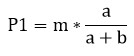 P1 = m * a / (a + b)